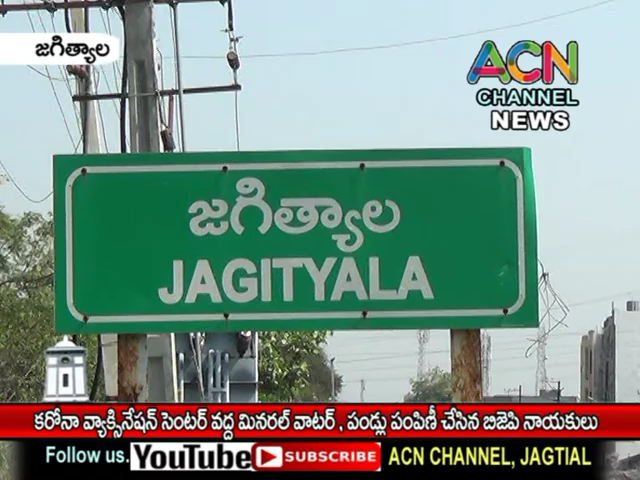 జగిత్యాల
ACN
CHANNEL
NEWS
జగిత్యాల
JAGITYALA
కరోనా వ్యాక్సినేషన్ సెంటర్ వద్ద మినరల్ వాటర్ , పండ్లు పంపిణీ చేసిన బిజెపి నాయకులు
Follow us. YouTube SUBSCRIBE ACN CHANNEL, JAGTIAL